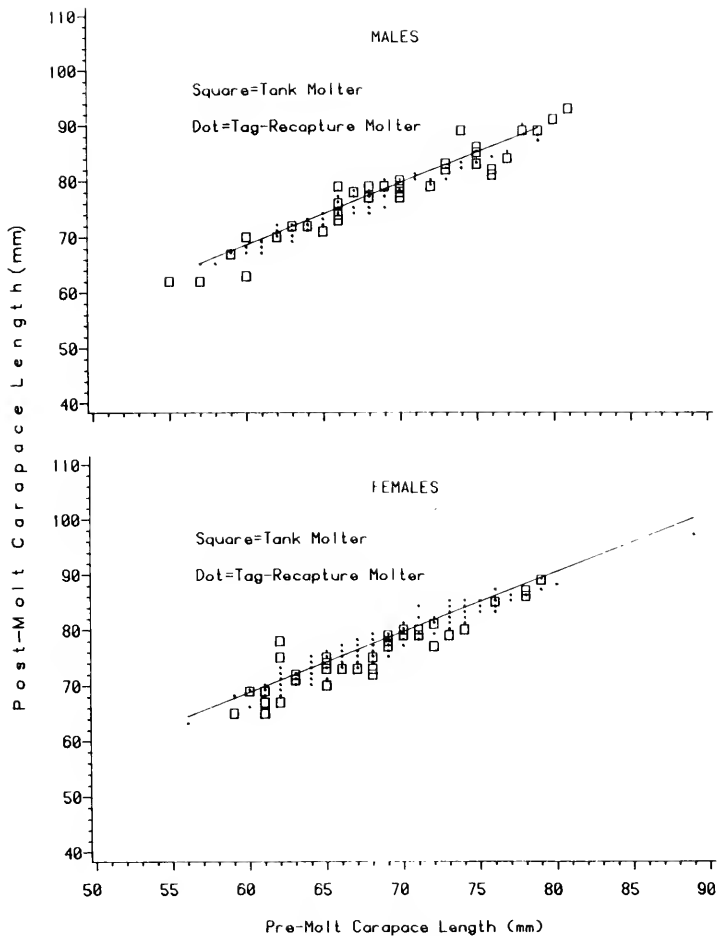 110
MALES
100
Square=Tank Molter
90
Dot=Tag-Recapture Molter
80
70
60
50
40
Post-Molt Carapace Length (mm)
110
FEMALES
100
Square=Tank Molter
90
Dot=Tag-Recapture Molter
80
70
60
50
40
50 55 60 65 70 75 80 85 90
Pre-Molt Carapace Length (mm)